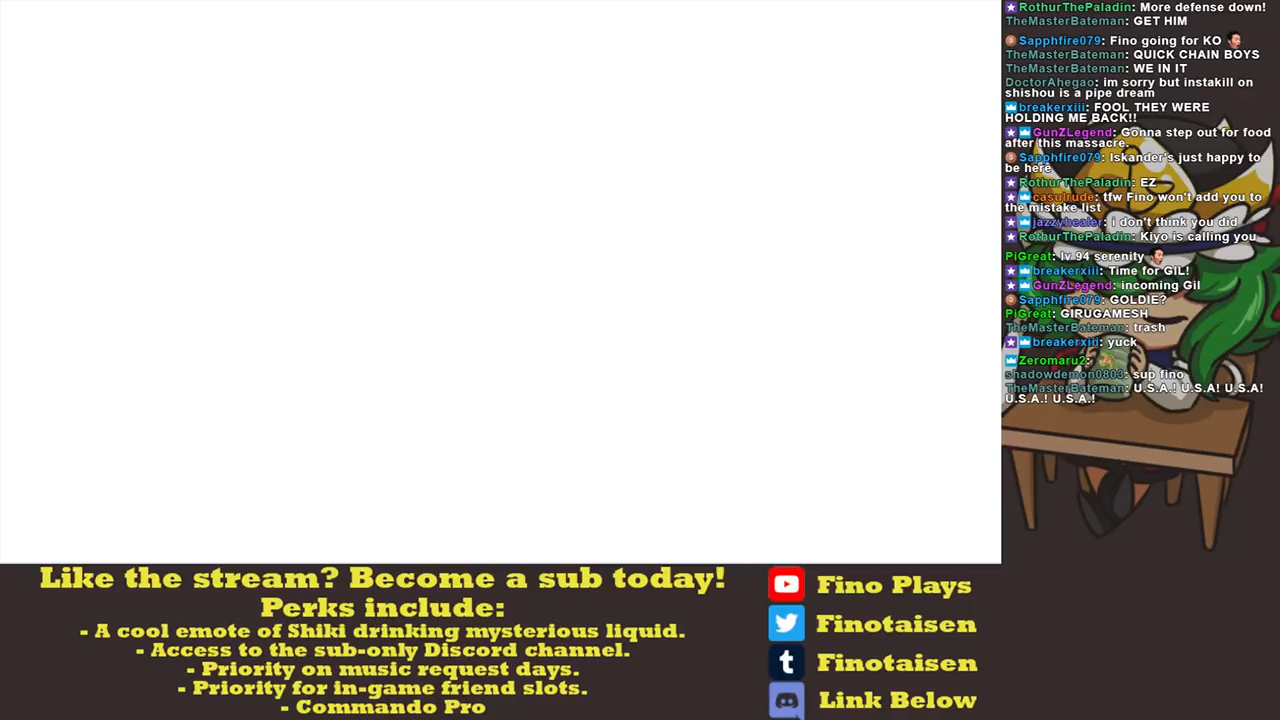 RothurThePaladin: More defense down!
TheMasterBateman: GET HIM
Sapphfire079: Fino going for KO
TheMasterBateman: QUICK CHAIN BOYS
TheMasterBateman: WE IN IT
DoctorAhegao: im sorry but instakill on
shishou is a pipe dream
breakerxiii: FOOL THEY WERE
HOLDING ME BACK!!
GunZLegend: Gonna step out for food
after this massacre.
Sapphfire079: Iskander's just happy to
be here
RothurThePaladin: EZ
casulrude: tfw Fino won't add you to
the mistake list
jazzyhealer: i don't think you did
RothurThePaladin: Kiyo is calling you
PiGreat: lv 94 serenity
breakerxiii: Time for GIL!
GunZLegend: incoming Gil
Sapphfire079: GOLDIE?
PiGreat: GIRUGAMESH
TheMasterBateman: trash
breakerxiii: yuck
Zeromaru2:
shadowdemon0803: sup fino
TheMasterBateman: U.S.A.! U.S.A! U.S.A!
U.S.A.! U.S.A.!
Like the stream? Become a sub today!
Perks include:
- A cool emote of Shiki drinking mysterious liquid.
- Access to the sub-only Discord channel.
- Priority on music request days.
- Priority for in-game friend slots.
- Commando Pro
Fino Plays
Finotaisen
Finotaisen
Link Below